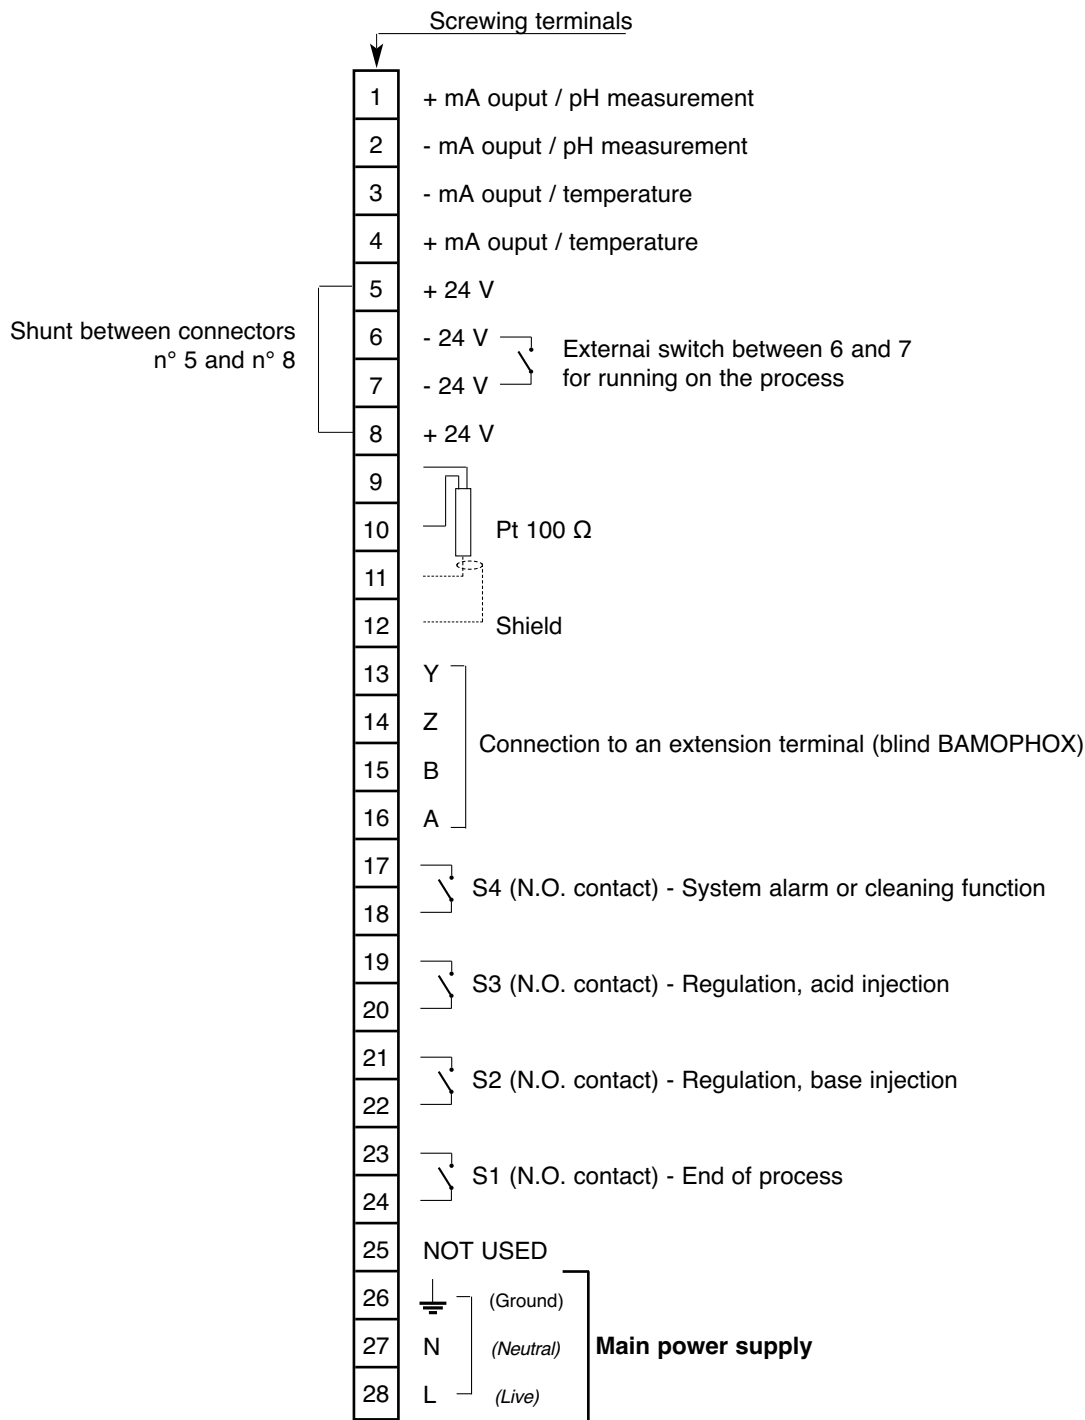 Screwing terminals
1 + mA ouput / pH measurement
2 - mA ouput / pH measurement
3 - mA ouput / temperature
4 + mA ouput / temperature
5 + 24 V
Shunt between connectors
n° 5 and n° 8
6 - 24 V
7 - 24 V
Externai switch between 6 and 7
for running on the process
8 + 24 V
9
10 Pt 100 Ω
11
12 Shield
13 Y
14 Z
Connection to an extension terminal (blind BAMOPHOX)
15 B
16 A
17
S4 (N.O. contact) - System alarm or cleaning function
18
19
S3 (N.O. contact) - Regulation, acid injection
20
21
S2 (N.O. contact) - Regulation, base injection
22
23
S1 (N.O. contact) - End of process
24
25 NOT USED
26 (Ground)
27 N (Neutral) Main power supply
28 L (Live)